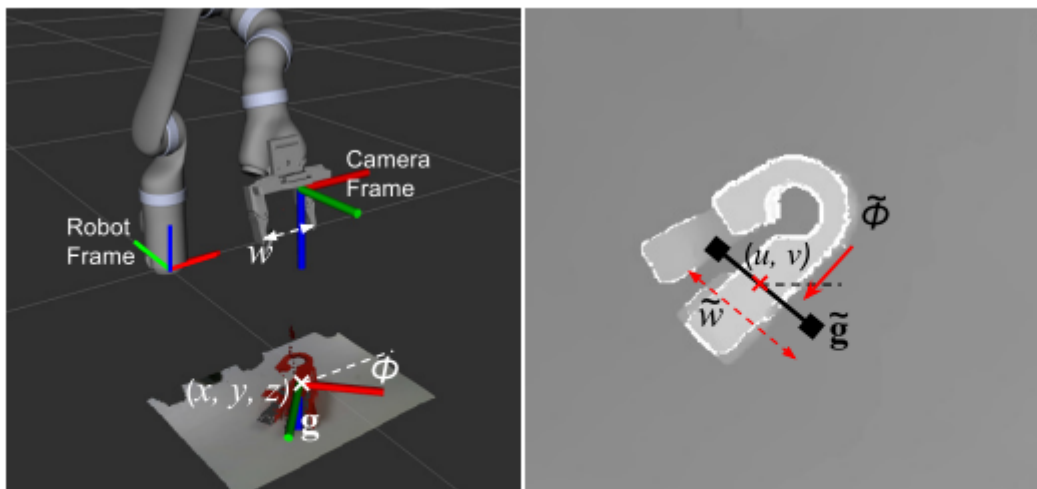 Camera
Frame
Robot
Frame
w
(x, y, z)
ϕ
g
ϕ̃
(u, v)
w̃
g̃